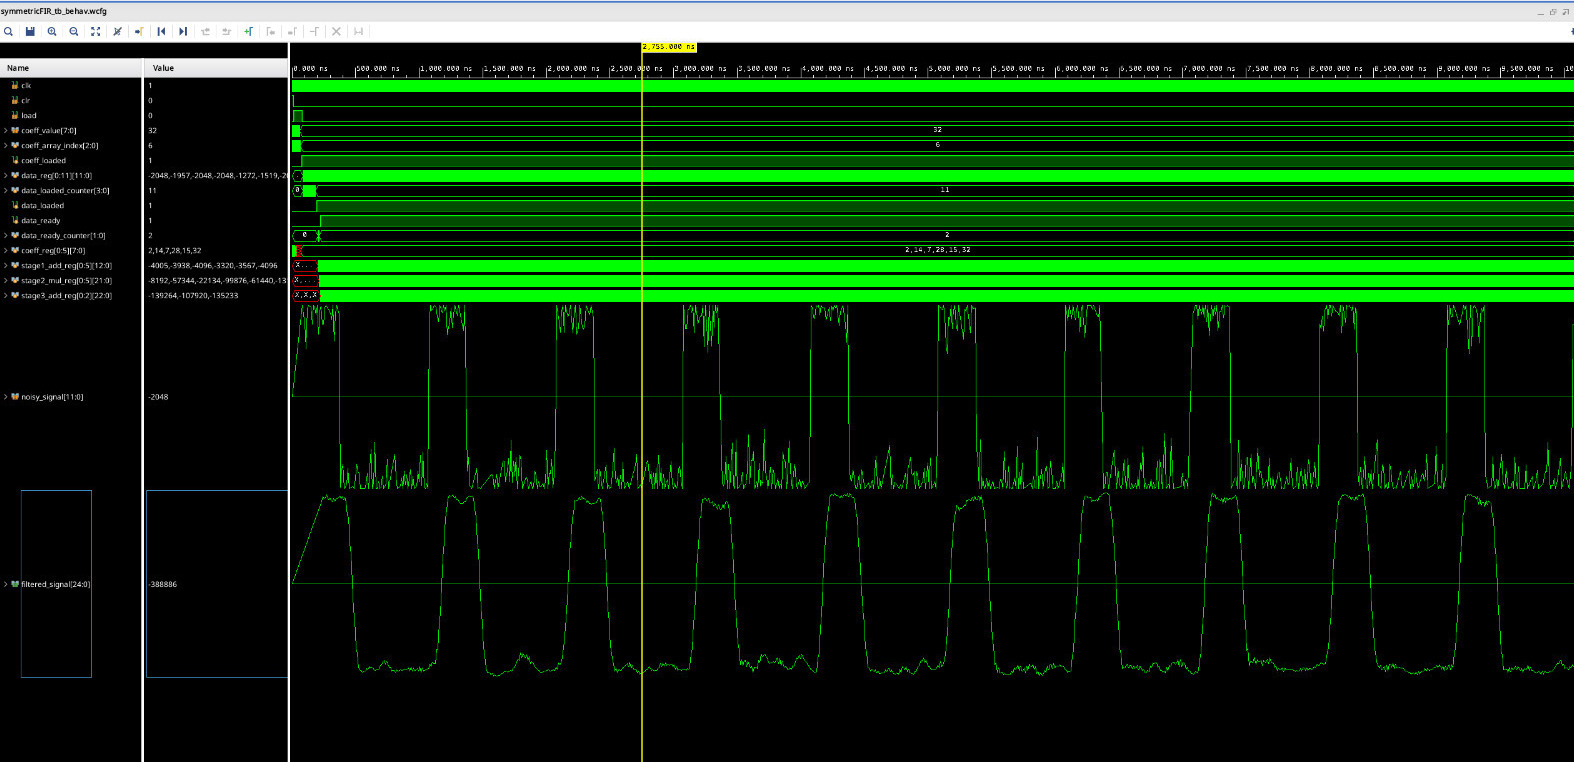 symmetricFIR_tb_behav.wcfg
2,755.000 ns
Name Value
0.000 ns 500.000 ns 1,000.000 ns 1,500.000 ns 2,000.000 ns 2,500.000 ns 3,000.000 ns 3,500.000 ns 4,000.000 ns 4,500.000 ns 5,000.000 ns 5,500.000 ns 6,000.000 ns 6,500.000 ns 7,000.000 ns 7,500.000 ns 8,000.000 ns 8,500.000 ns 9,000.000 ns 9,500.000 ns 10
clk 1
clr 0
load 0
coeff_value[7:0] 32 32
coeff_array_index[2:0] 6 6
coeff_loaded 1
data_reg[0:11][11:0] -2048,-1957,-2048,-2048,-1272,-1519,-20
data_loaded_counter[3:0] 11 0 11
data_loaded 1
data_ready 1
data_ready_counter[1:0] 2 0 2
coeff_reg[0:5][7:0] 2,14,7,28,15,32 2,14,7,28,15,32
stage1_add_reg[0:5][12:0] -4005,-3938,-4096,-3320,-3567,-4096 X...
stage2_mul_reg[0:5][21:0] -8192,-57344,-22134,-99876,-61440,-13 X,...
stage3_add_reg[0:2][22:0] -139264,-107920,-135233 X,X,X
noisy_signal[11:0] -2048
filtered_signal[24:0] -388886